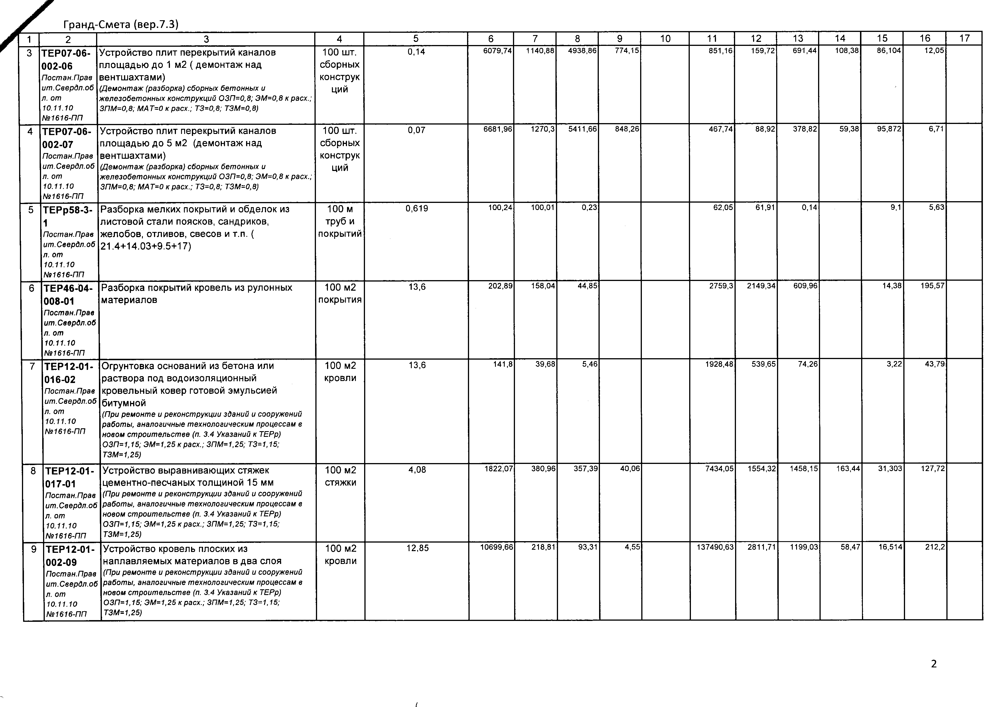 Гранд-Смета (вер.7.3)
1 2 3 4 5 6 7 8 9 10 11 12 13 14 15 16 17
3 ТЕР07-06- Устройство плит перекрытий каналов 100 шт. 0,14 6079,74 1140,88 4938,86 774,15 851,16 159,72 691,44 108,38 86,104 12,05
002-06 площадью до 1 м2 ( демонтаж над сборных
Постан.Прав вентшахтами) конструк
ит.Свердл.об (Демонтаж (разборка) сборных бетонных и ций
л. от железобетонных конструкций ОЗП=0,8; ЭМ=0,8 к расх.;
10.11.10 ЗПМ=0,8; МАТ=0 к расх.; ТЗ=0,8; ТЗМ=0,8)
№1616-ПП
4 ТЕР07-06- Устройство плит перекрытий каналов 100 шт. 0,07 6681,96 1270,3 5411,66 848,26 467,74 88,92 378,82 59,38 95,872 6,71
002-07 площадью до 5 м2 (демонтаж над сборных
Постан.Прав вентшахтами) конструк
ит.Свердл.об (Демонтаж (разборка) сборных бетонных и ций
л. от железобетонных конструкций ОЗП=0,8; ЭМ=0,8 к расх.;
10.11.10 ЗПМ=0,8; МАТ=0 к расх.; ТЗ=0,8; ТЗМ=0,8)
№1616-ПП
5 ТЕРр58-3- Разборка мелких покрытий и обделок из 100 м 0,619 100,24 100,01 0,23 62,05 61,91 0,14 9,1 5,63
1 листовой стали поясков, сандриков, труб и
Постан.Прав желобов, отливов, свесов и т.п. ( покрытий
ит.Свердл.об 21.4+14.03+9.5+17)
л. от
10.11.10
№1616-ПП
6 ТЕР46-04- Разборка покрытий кровель из рулонных 100 м2 13,6 202,89 158,04 44,85 2759,3 2149,34 609,96 14,38 195,57
008-01 материалов покрытия
Постан.Прав
ит.Свердл.об
л. от
10.11.10
№1616-ПП
7 ТЕР12-01- Огрунтовка оснований из бетона или 100 м2 13,6 141,8 39,68 5,46 1928,48 539,65 74,26 3,22 43,79
016-02 раствора под водоизоляционный кровли
Постан.Прав кровельный ковер готовой эмульсией
ит.Свердл.об битумной
л. от (При ремонте и реконструкции зданий и сооружений
10.11.10 работы, аналогичные технологическим процессам в
№1616-ПП новом строительстве (п. 3.4 Указаний к ТЕРр)
ОЗП=1,15; ЭМ=1,25 к расх.; ЗПМ=1,25; ТЗ=1,15;
ТЗМ=1,25)
8 ТЕР12-01- Устройство выравнивающих стяжек 100 м2 4,08 1822,07 380,96 357,39 40,06 7434,05 1554,32 1458,15 163,44 31,303 127,72
017-01 цементно-песчаных толщиной 15 мм стяжки
Постан.Прав (При ремонте и реконструкции зданий и сооружений
ит.Свердл.об работы, аналогичные технологическим процессам в
л. от новом строительстве (п. 3.4 Указаний к ТЕРр)
10.11.10 ОЗП=1,15; ЭМ=1,25 к расх.; ЗПМ=1,25; ТЗ=1,15;
№1616-ПП ТЗМ=1,25)
9 ТЕР12-01- Устройство кровель плоских из 100 м2 12,85 10699,66 218,81 93,31 4,55 137490,63 2811,71 1199,03 58,47 16,514 212,2
002-09 наплавляемых материалов в два слоя кровли
Постан.Прав (При ремонте и реконструкции зданий и сооружений
ит.Свердл.об работы, аналогичные технологическим процессам в
л. от новом строительстве (п. 3.4 Указаний к ТЕРр)
10.11.10 ОЗП=1,15; ЭМ=1,25 к расх.; ЗПМ=1,25; ТЗ=1,15;
№1616-ПП ТЗМ=1,25)
2